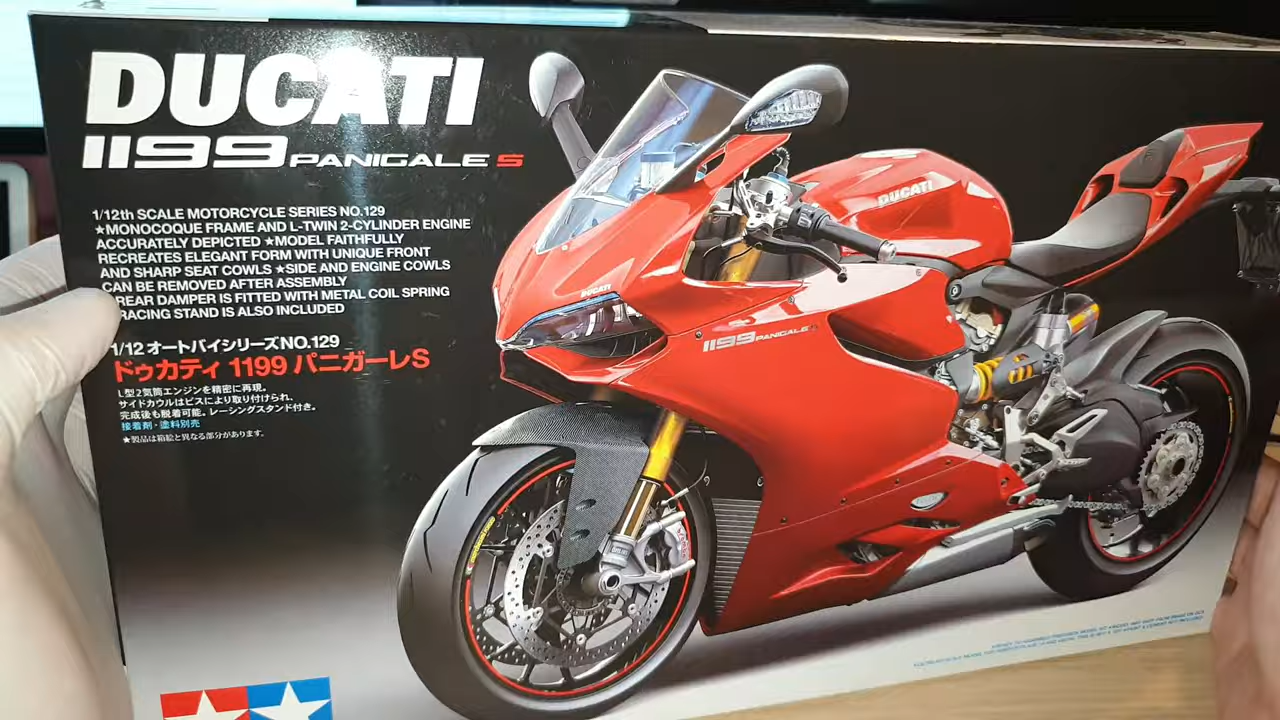 DUCATI
1199 PANIGALE S
1/12th SCALE MOTORCYCLE SERIES NO.129
★MONOCOQUE FRAME AND L-TWIN 2-CYLINDER ENGINE
ACCURATELY DEPICTED ★MODEL FAITHFULLY
RECREATES ELEGANT FORM WITH UNIQUE FRONT
AND SHARP SEAT COWLS ★SIDE AND ENGINE COWLS
CAN BE REMOVED AFTER ASSEMBLY
REAR DAMPER IS FITTED WITH METAL COIL SPRING
RACING STAND IS ALSO INCLUDED
1/12 オートバイシリーズNO.129
ドゥカティ 1199 パニガーレS
L型2気筒エンジンを精密に再現。
サイドカウルはビスにより取り付けられ、
完成後も脱着可能。レーシングスタンド付き。
接着剤・塗料別売
★製品は箱絵と異なる部分があります。
DUCATI
DUCATI
1199 PANIGALE S